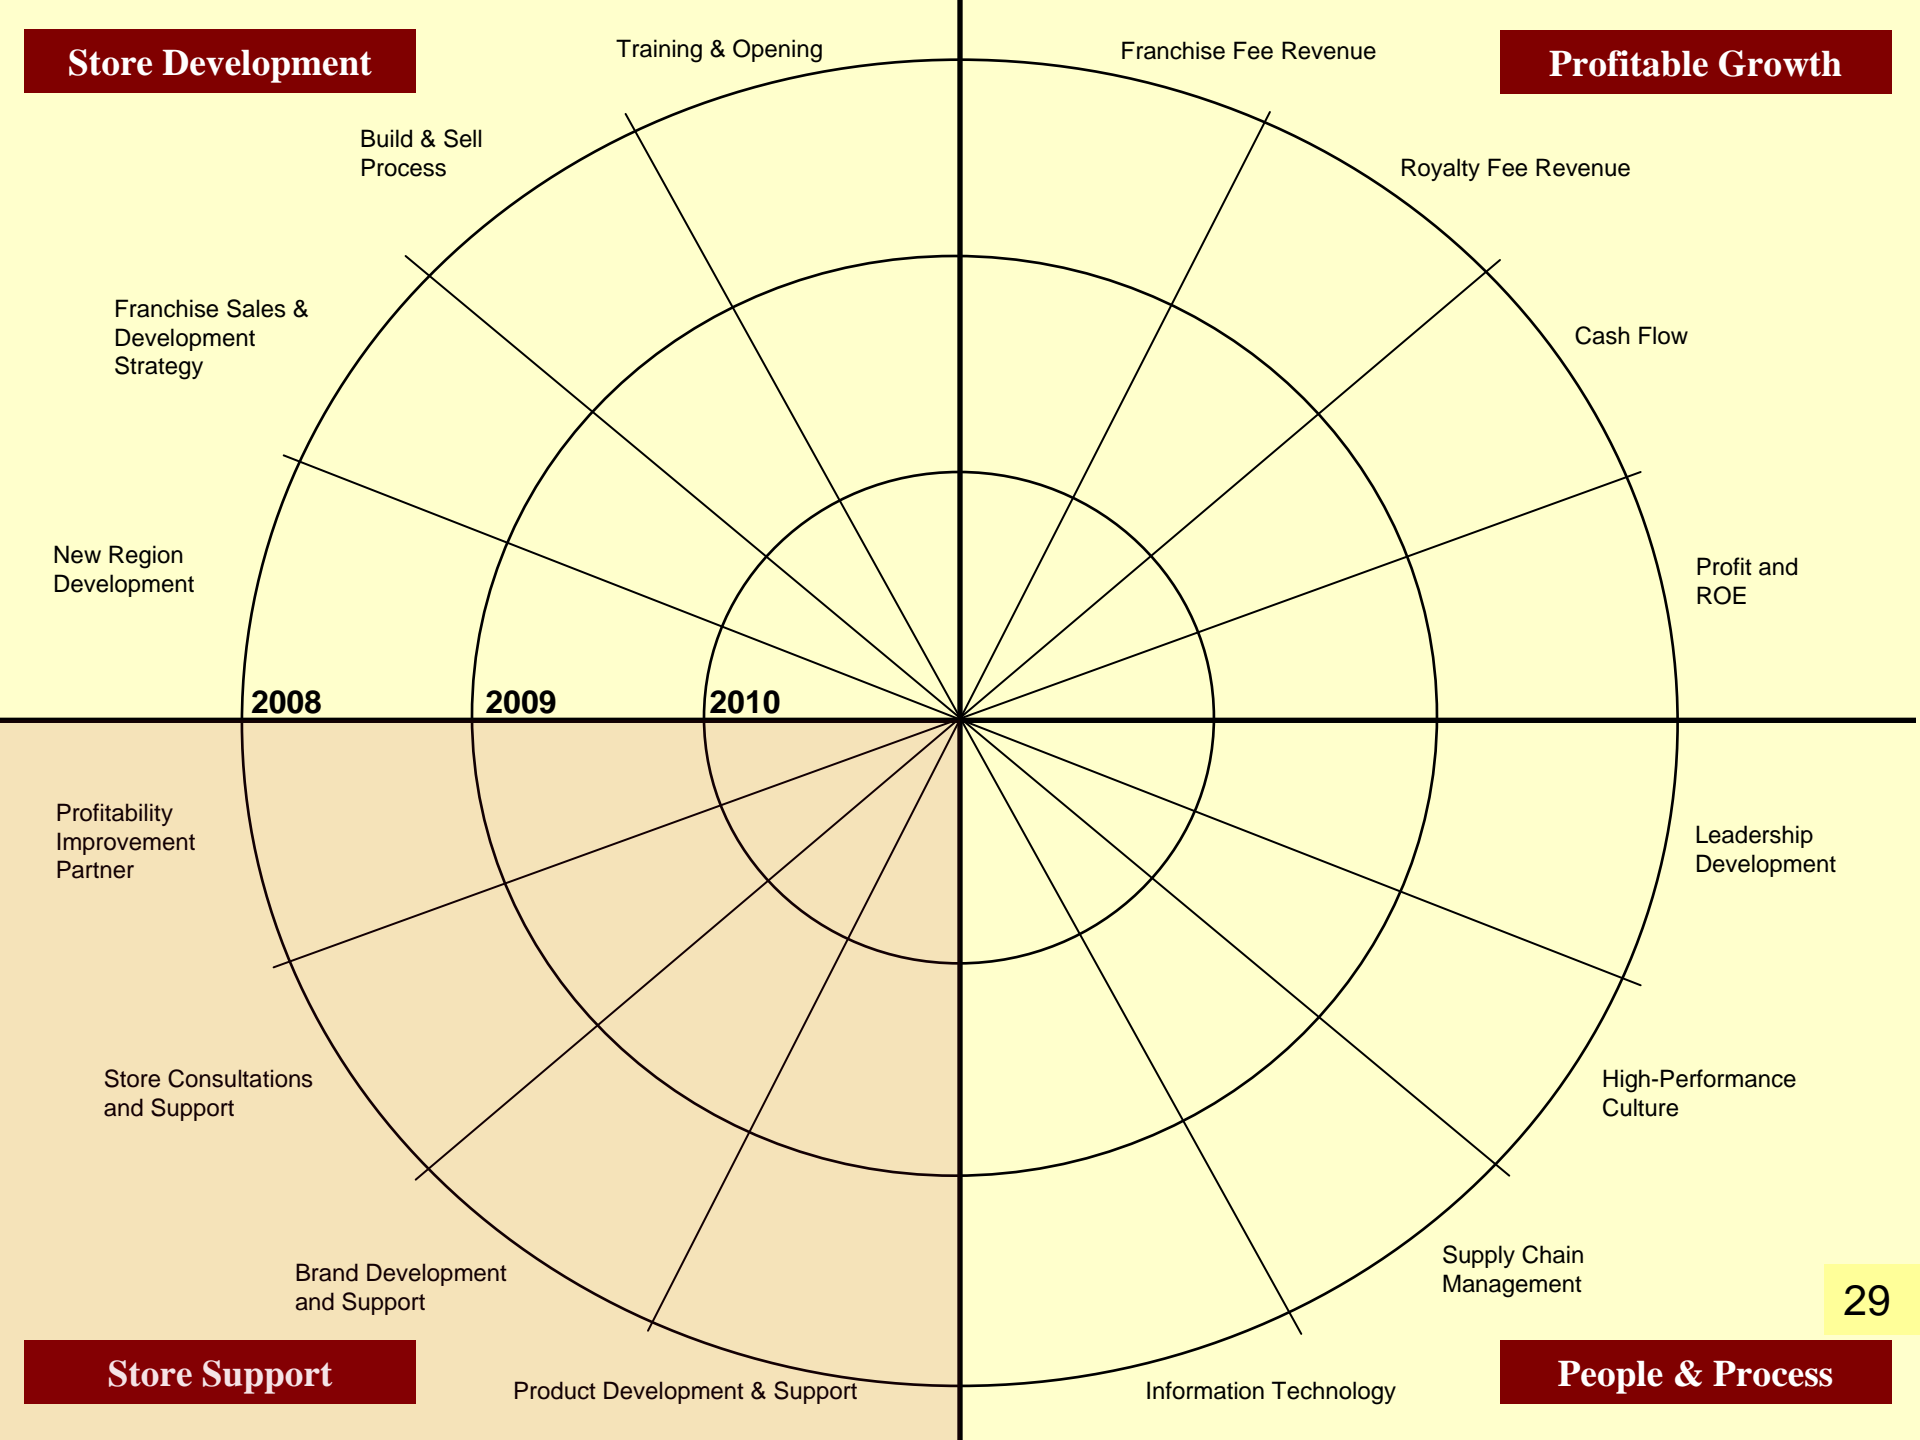 Store Development
Training & Opening
Franchise Fee Revenue
Profitable Growth
Build & Sell
Process
Royalty Fee Revenue
Franchise Sales &
Development
Strategy
Cash Flow
New Region
Development
Profit and
ROE
2008
2009
2010
Profitability
Improvement
Partner
Leadership
Development
Store Consultations
and Support
High-Performance
Culture
Brand Development
and Support
Supply Chain
Management
29
Store Support
Product Development & Support
Information Technology
People & Process